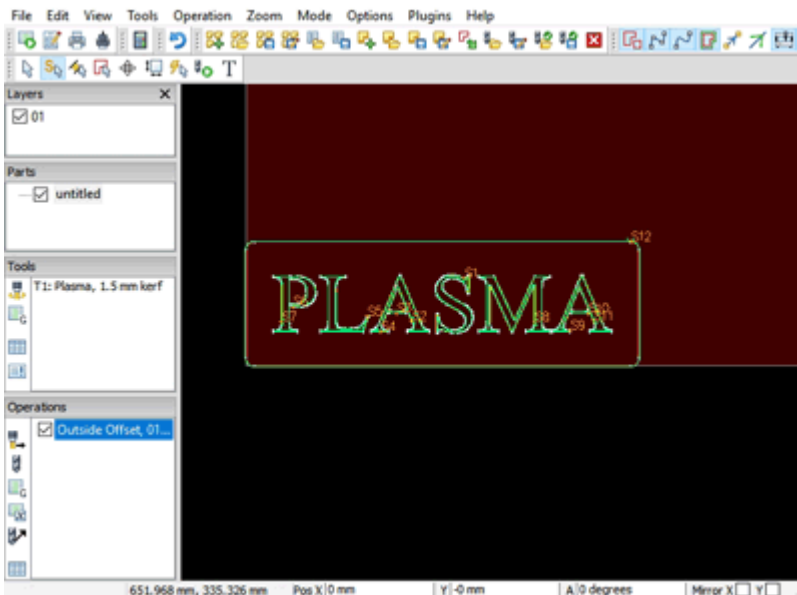 File Edit View Tools Operation Zoom Mode Options Plugins Help
Layers
01
Parts
untitled
Tools
T1: Plasma, 1.5 mm kerf
Operations
Outside Offset, 01...
S12
PLASMA
S1
S7
S4
S8
S9
651.968 mm, 335.326 mm Pos X 0 mm Y -0 mm A 0 degrees Mirror X Y